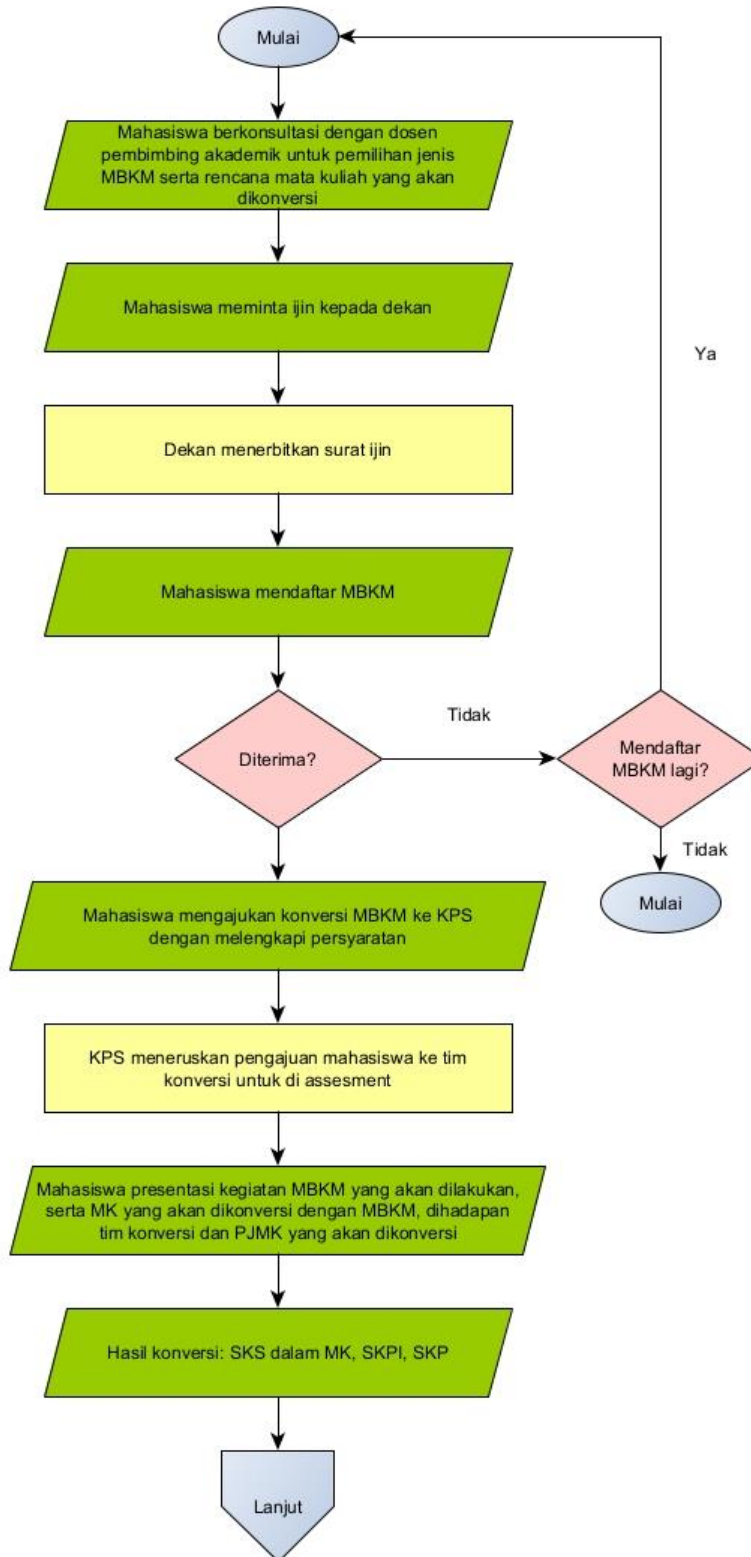 Mulai
Mahasiswa berkonsultasi dengan dosen
pembimbing akademik untuk pemilihan jenis
MBKM serta rencana mata kuliah yang akan
dikonversi
Mahasiswa meminta ijin kepada dekan
Ya
Dekan menerbitkan surat ijin
Mahasiswa mendaftar MBKM
Tidak
Diterima?
Mendaftar
MBKM lagi?
Tidak
Mulai
Mahasiswa mengajukan konversi MBKM ke KPS
dengan melengkapi persyaratan
KPS meneruskan pengajuan mahasiswa ke tim
konversi untuk di assesment
Mahasiswa presentasi kegiatan MBKM yang akan dilakukan,
serta MK yang akan dikonversi dengan MBKM, dihadapan
tim konversi dan PJMK yang akan dikonversi
Hasil konversi: SKS dalam MK, SKPI, SKP
Lanjut